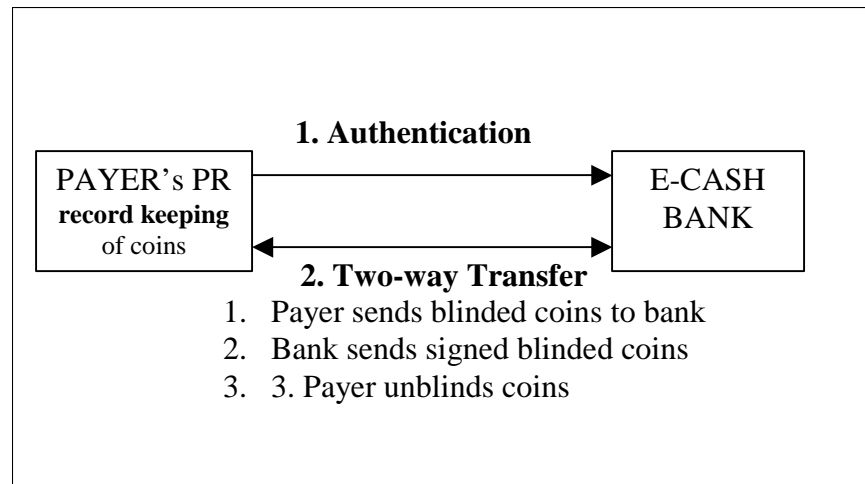 1. Authentication
PAYER's PR
record keeping
of coins
E-CASH
BANK
2. Two-way Transfer
1. Payer sends blinded coins to bank
2. Bank sends signed blinded coins
3. 3. Payer unblinds coins